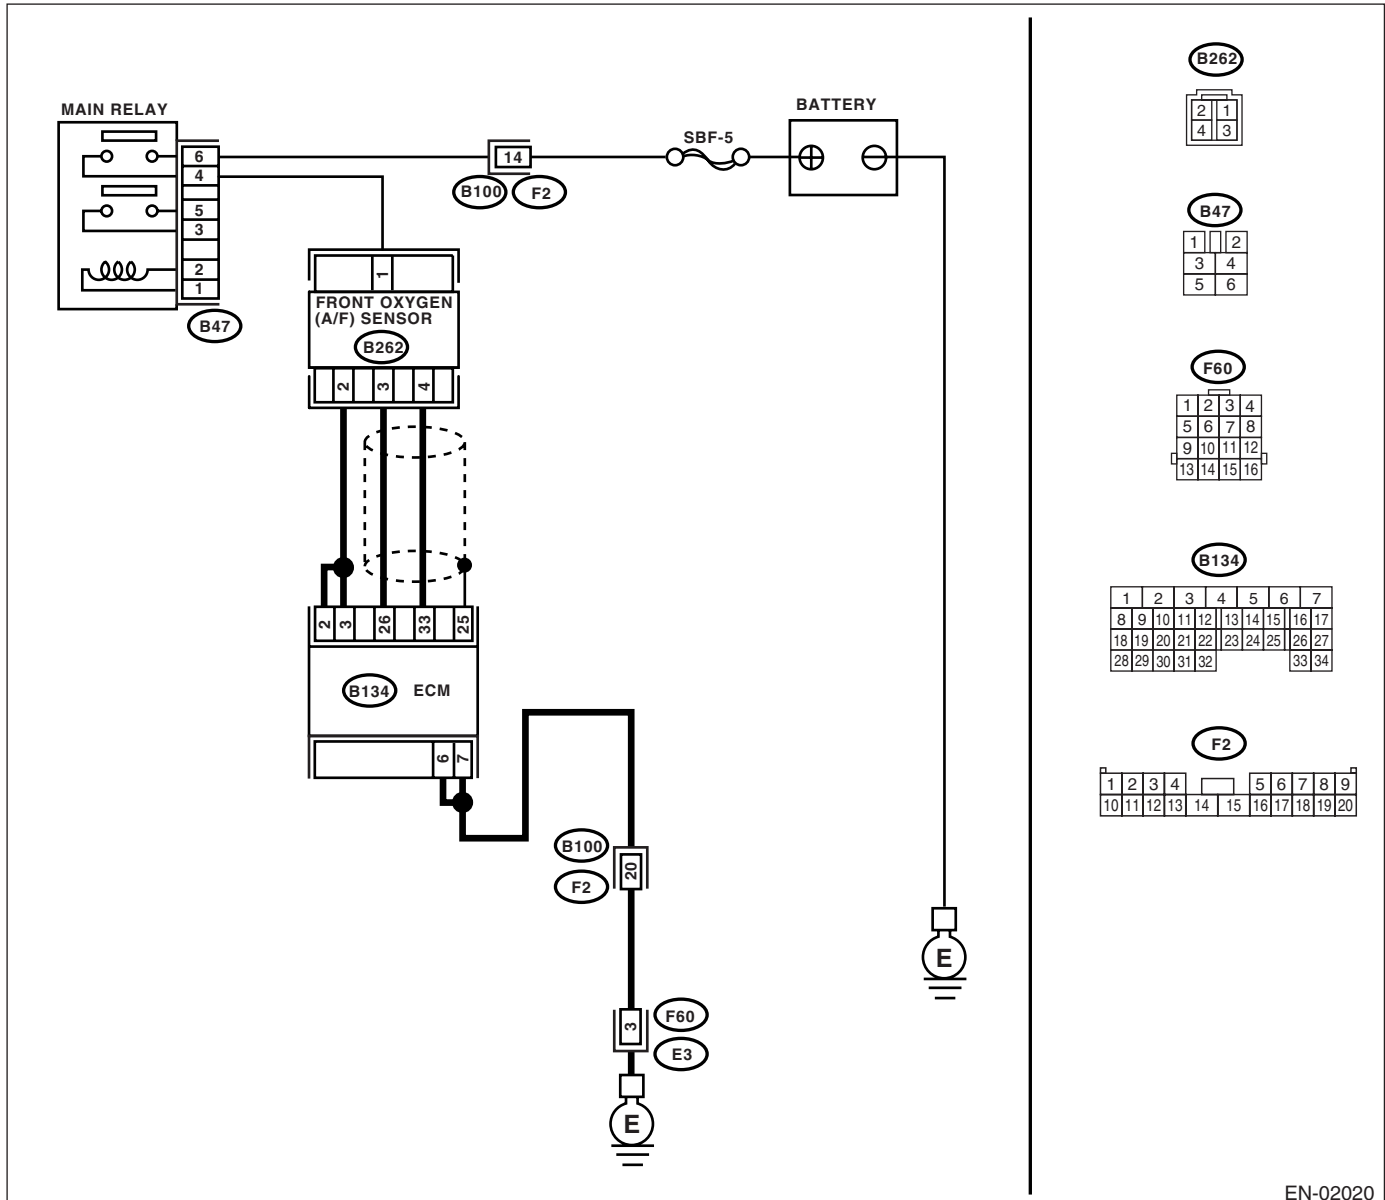 MAIN RELAY
6
4
5
3
2
1
B47
14
B100 F2
SBF-5
BATTERY
1
FRONT OXYGEN
(A/F) SENSOR
B262
2 3 4
2 3 26 33 25
B134 ECM
6 7
B100
20
F2
F60
3
E3
E
E
B262
2 1
4 3
B47
1 2
3 4
5 6
F60
1 2 3 4
5 6 7 8
9 10 11 12
13 14 15 16
B134
1 2 3 4 5 6 7
8 9 10 11 12 13 14 15 16 17
18 19 20 21 22 23 24 25 26 27
28 29 30 31 32 33 34
F2
1 2 3 4 5 6 7 8 9
10 11 12 13 14 15 16 17 18 19 20
EN-02020